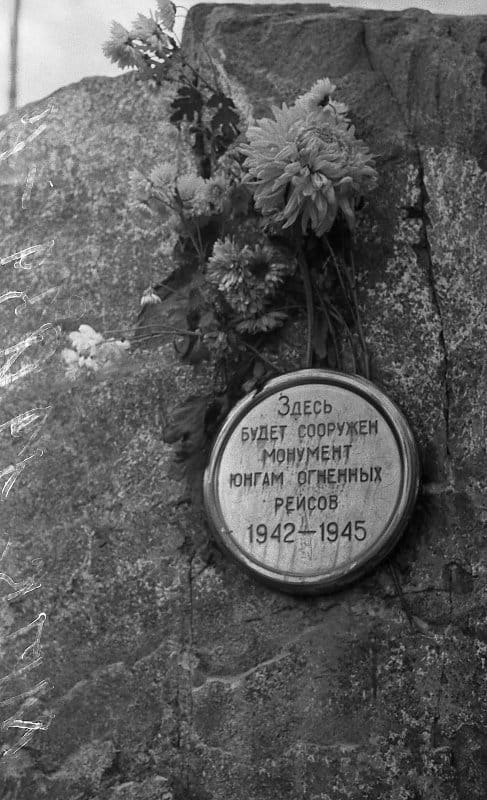 Здесь
будет сооружен
монумент
юнгам огненных
рейсов
1942—1945